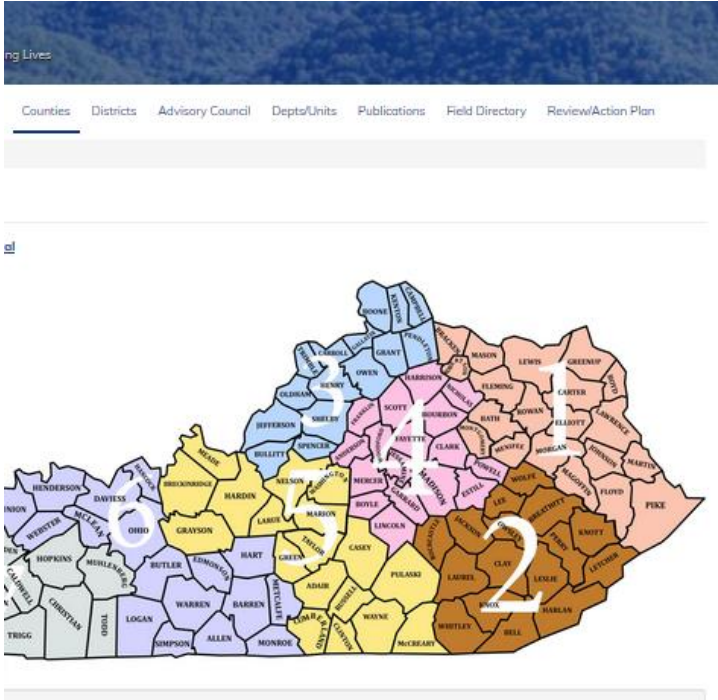 ng Lives
Counties Districts Advisory Council Depts/Units Publications Field Directory Review/Action Plan
al
BOONE KENTON CAMPBELL
GALLATIN PENDLETON BRACKEN
TRIMBLE CARROLL GRANT MASON LEWIS GREENUP
OWEN BOYD
3 HENRY HARRISON NICHOLAS FLEMING CARTER 1
OLDHAM SCOTT BOURBON ROWAN LAWRENCE
SHELBY FRANKLIN BATH ELLIOTT
JEFFERSON FAYETTE MONTGOMERY
SPENCER ANDERSON 4 CLARK MENIFEE MORGAN JOHNSON MARTIN
BULLITT
MEADE NELSON WASHINGTON MERCER MADISON POWELL MAGOFFIN
HANCOCK BRECKINRIDGE HARDIN GARRARD ESTILL WOLFE FLOYD PIKE
HENDERSON DAVIESS BOYLE LEE BREATHITT
UNION MCLEAN 6 5 MARION LINCOLN
WEBSTER OHIO GRAYSON LARUE ROCKCASTLE JACKSON OWSLEY PERRY KNOTT
TAYLOR CASEY
HOPKINS MUHLENBERG BUTLER EDMONSON HART GREEN CLAY LETCHER
CALDWELL ADAIR PULASKI LAUREL 2 LESLIE
CHRISTIAN WARREN BARREN METCALFE RUSSELL KNOX HARLAN
TRIGG TODD LOGAN CUMBERLAND WAYNE WHITLEY
SIMPSON ALLEN MONROE CLINTON McCREARY BELL